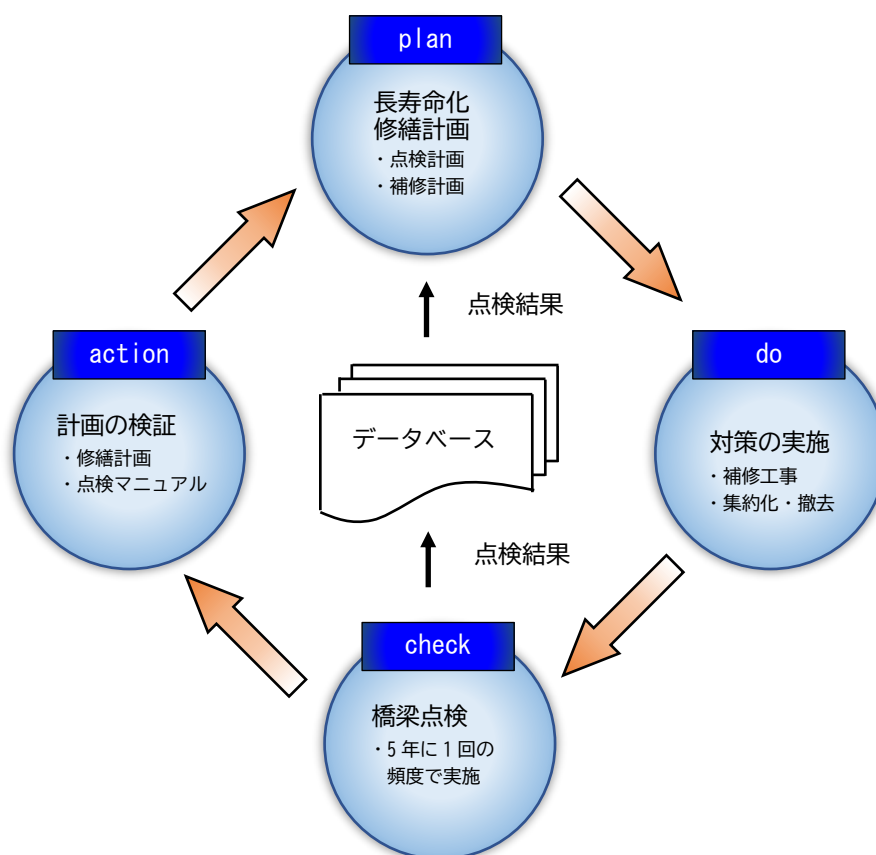 plan
長寿命化
修繕計画
・点検計画
・補修計画
点検結果
action
計画の検証
・修繕計画
・点検マニュアル
データベース
do
対策の実施
・補修工事
・集約化・撤去
点検結果
check
橋梁点検
・5年に1回の
頻度で実施